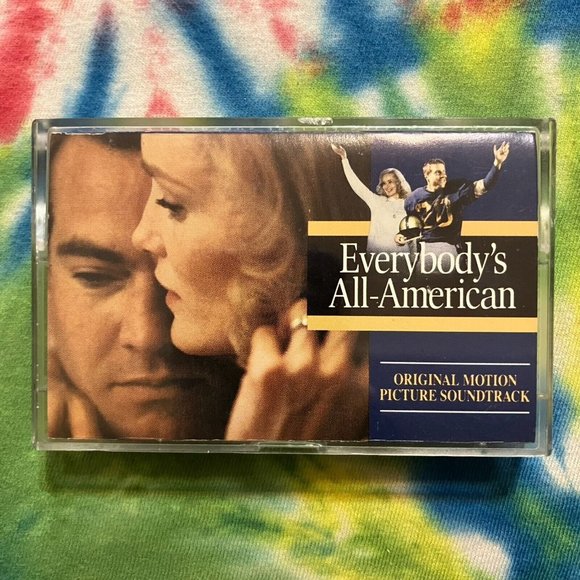 Everybody's
All-American
ORIGINAL MOTION
PICTURE SOUNDTRACK